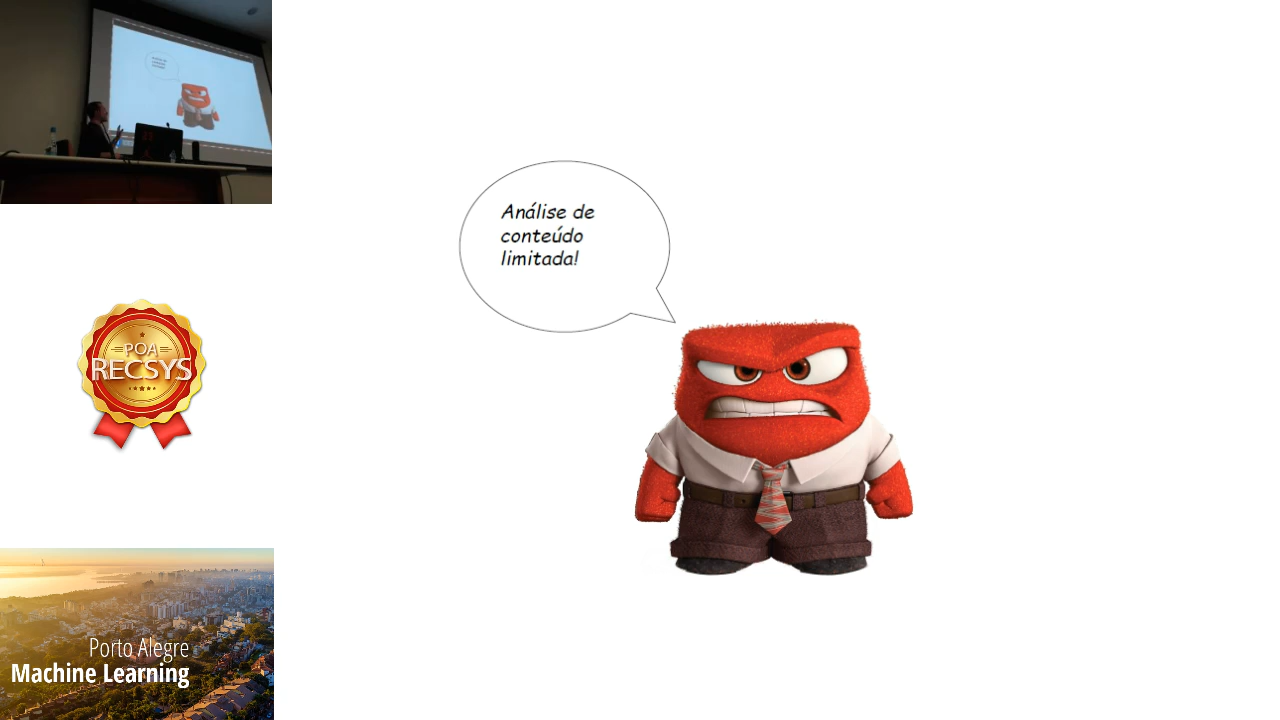 Análise de
conteúdo
limitada!
POA
RECSYS
Porto Alegre
Machine Learning